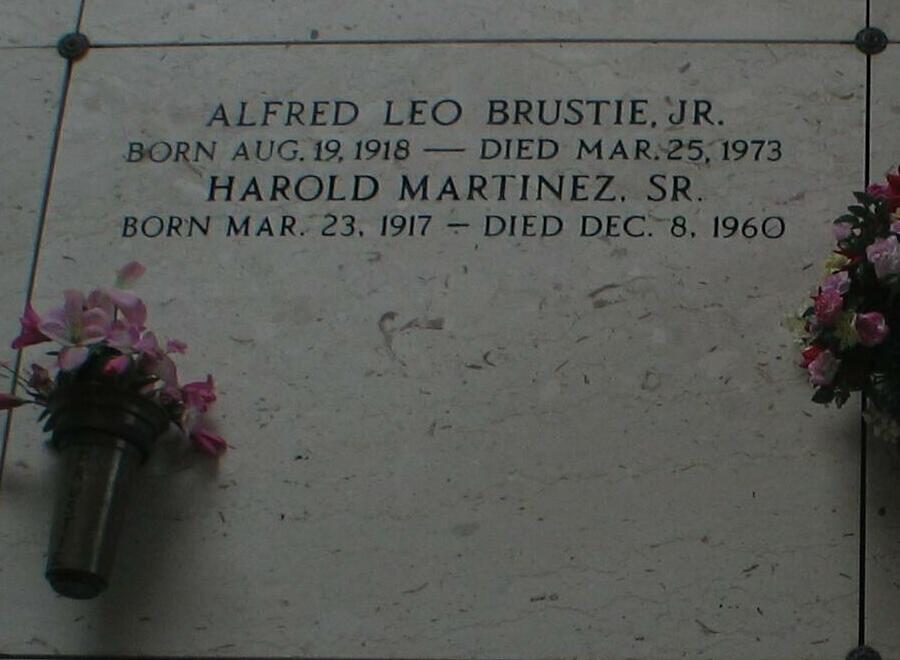 ALFRED LEO BRUSTIE, JR.
BORN AUG. 19, 1918 — DIED MAR. 25, 1973
HAROLD MARTINEZ, SR.
BORN MAR. 23, 1917 – DIED DEC. 8, 1960